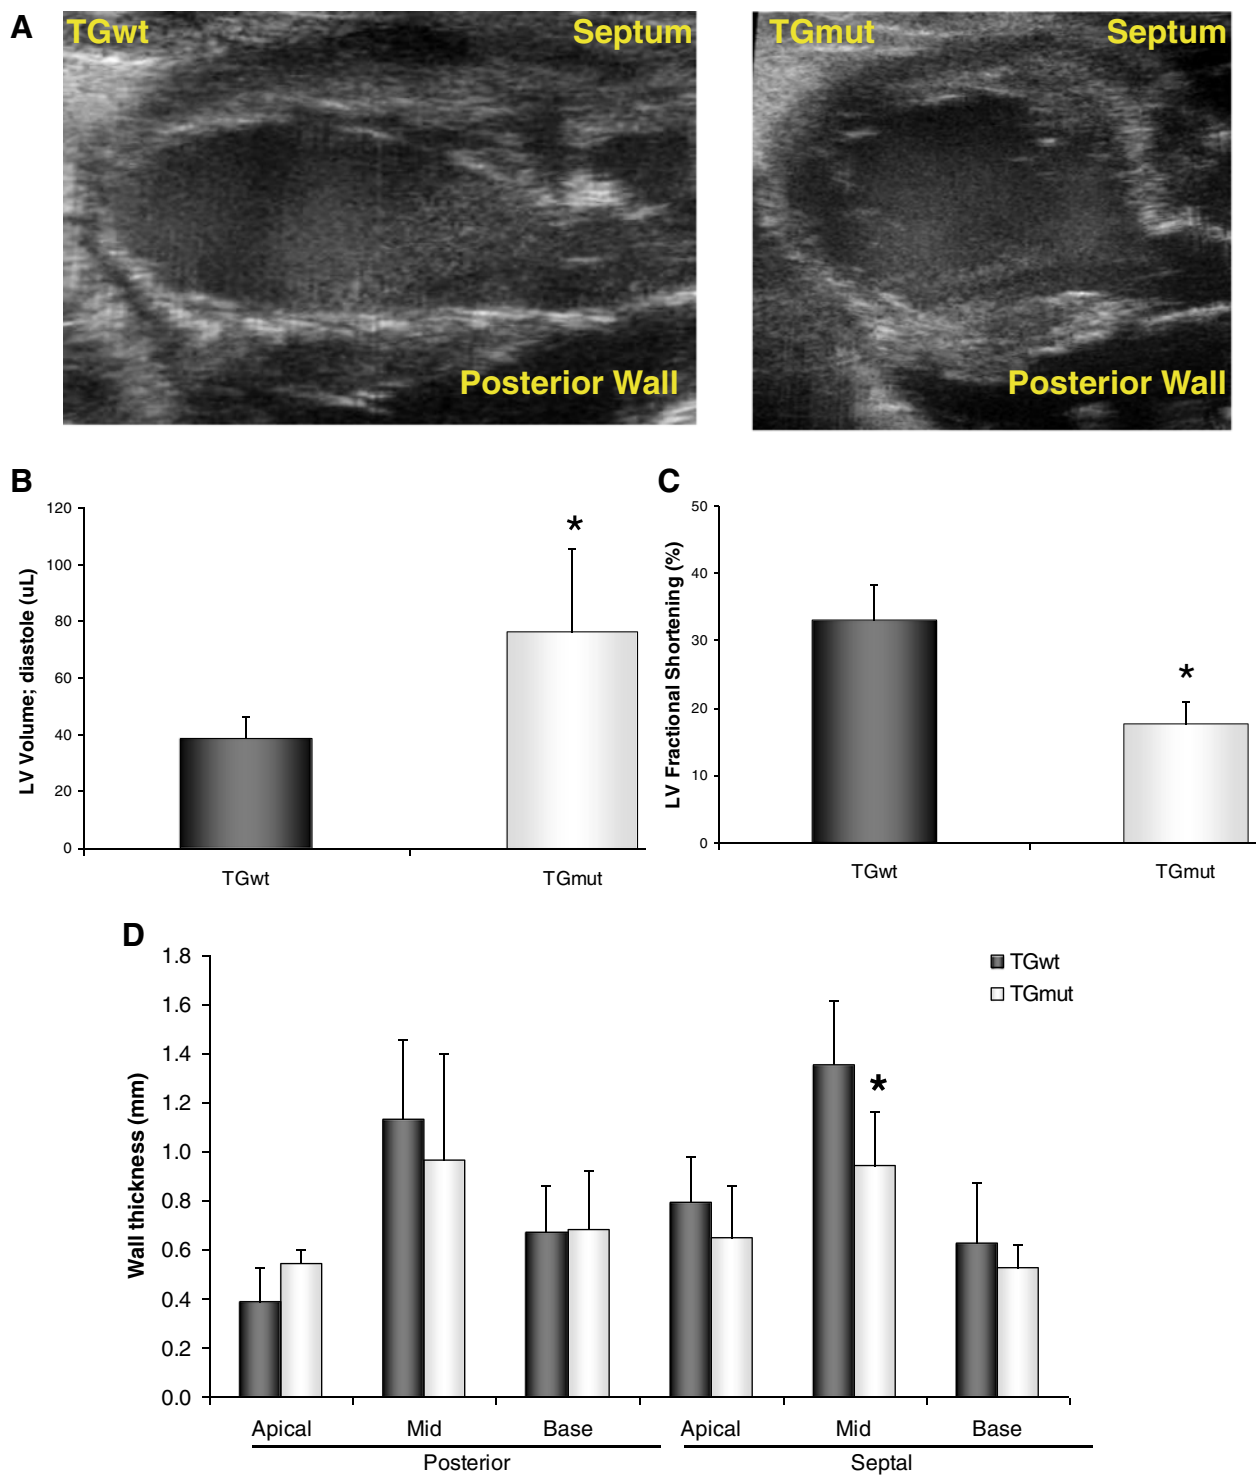 A
TGwt
Septum
Posterior Wall
TGmut
Septum
Posterior Wall
B
LV Volume; diastole (uL)
120
100
80
60
40
20
0
*
TGwt
TGmut
C
LV Fractional Shortening (%)
50
40
30
20
10
0
*
TGwt
TGmut
D
Wall thickness (mm)
1.8
1.6
1.4
1.2
1.0
0.8
0.6
0.4
0.2
0.0
TGwt
TGmut
*
Apical Mid Base Apical Mid Base
Posterior Septal